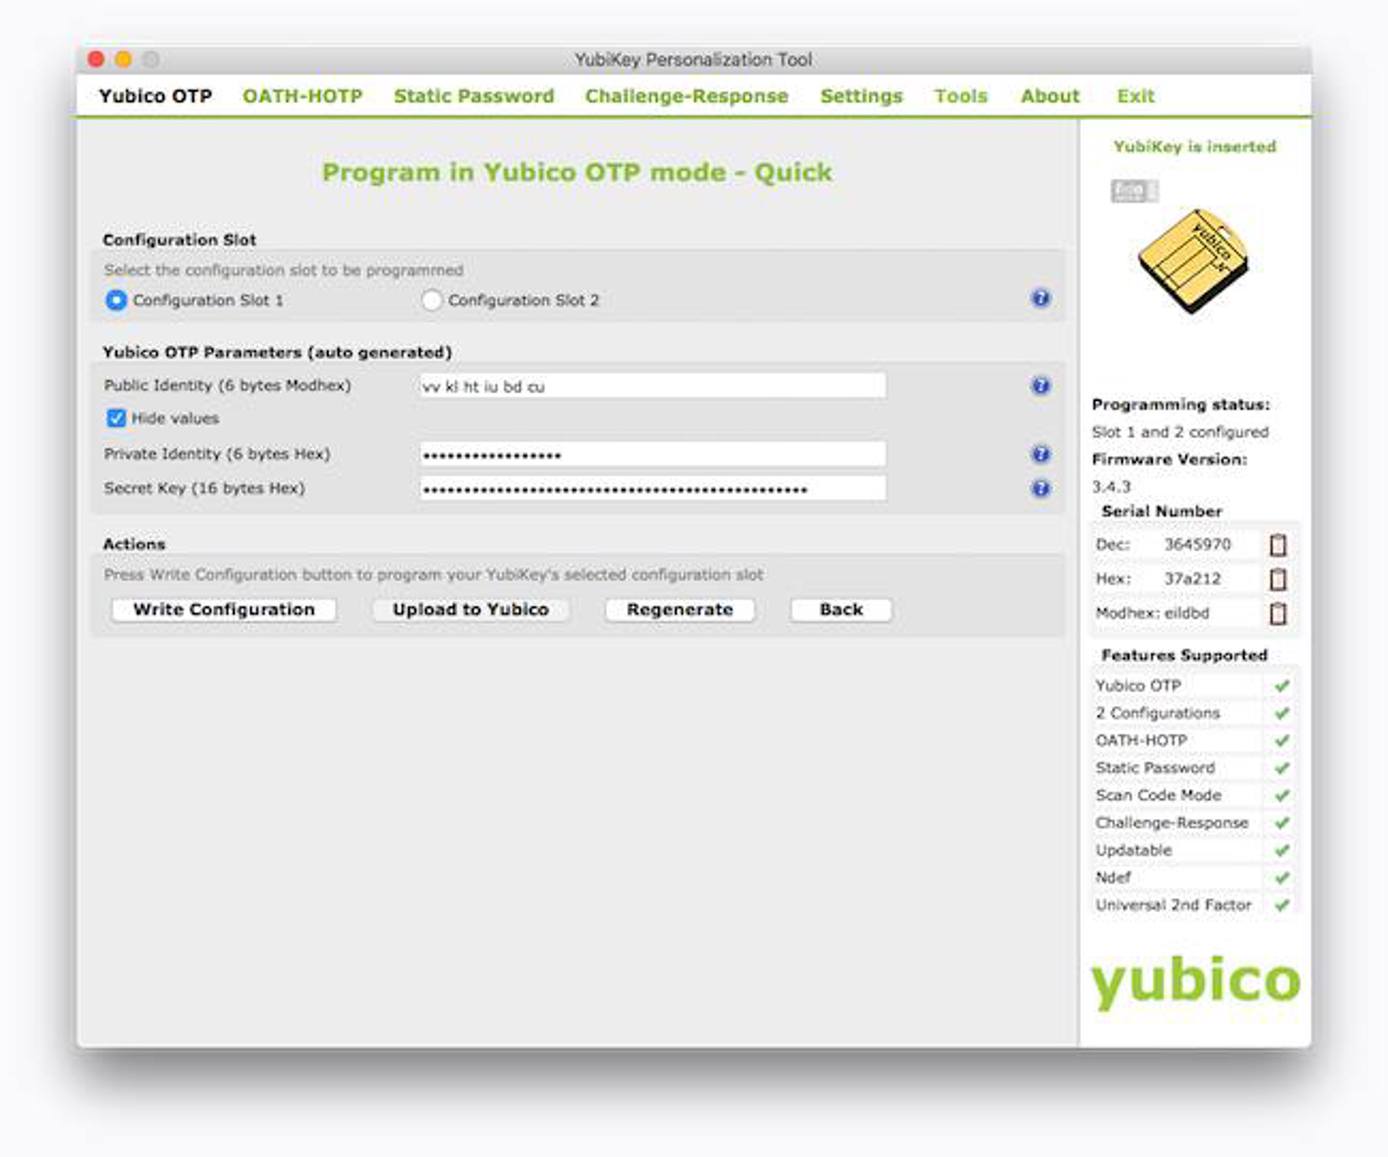 YubiKey Personalization Tool
Yubico OTP OATH-HOTP Static Password Challenge-Response Settings Tools About Exit
Program in Yubico OTP mode - Quick
Configuration Slot
Select the configuration slot to be programmed
Configuration Slot 1 Configuration Slot 2
Yubico OTP Parameters (auto generated)
Public Identity (6 bytes Modhex) vv kl ht iu bd cu
Hide values
Private Identity (6 bytes Hex) •••••••••••••••••
Secret Key (16 bytes Hex) •••••••••••••••••••••••••••••••••••••••••••••••
Actions
Press Write Configuration button to program your YubiKey's selected configuration slot
Write Configuration Upload to Yubico Regenerate Back
YubiKey is inserted
yubico
Programming status:
Slot 1 and 2 configured
Firmware Version:
3.4.3
Serial Number
Dec: 3645970
Hex: 37a212
Modhex: eildbd
Features Supported
Yubico OTP
2 Configurations
OATH-HOTP
Static Password
Scan Code Mode
Challenge-Response
Updatable
Ndef
Universal 2nd Factor
yubico